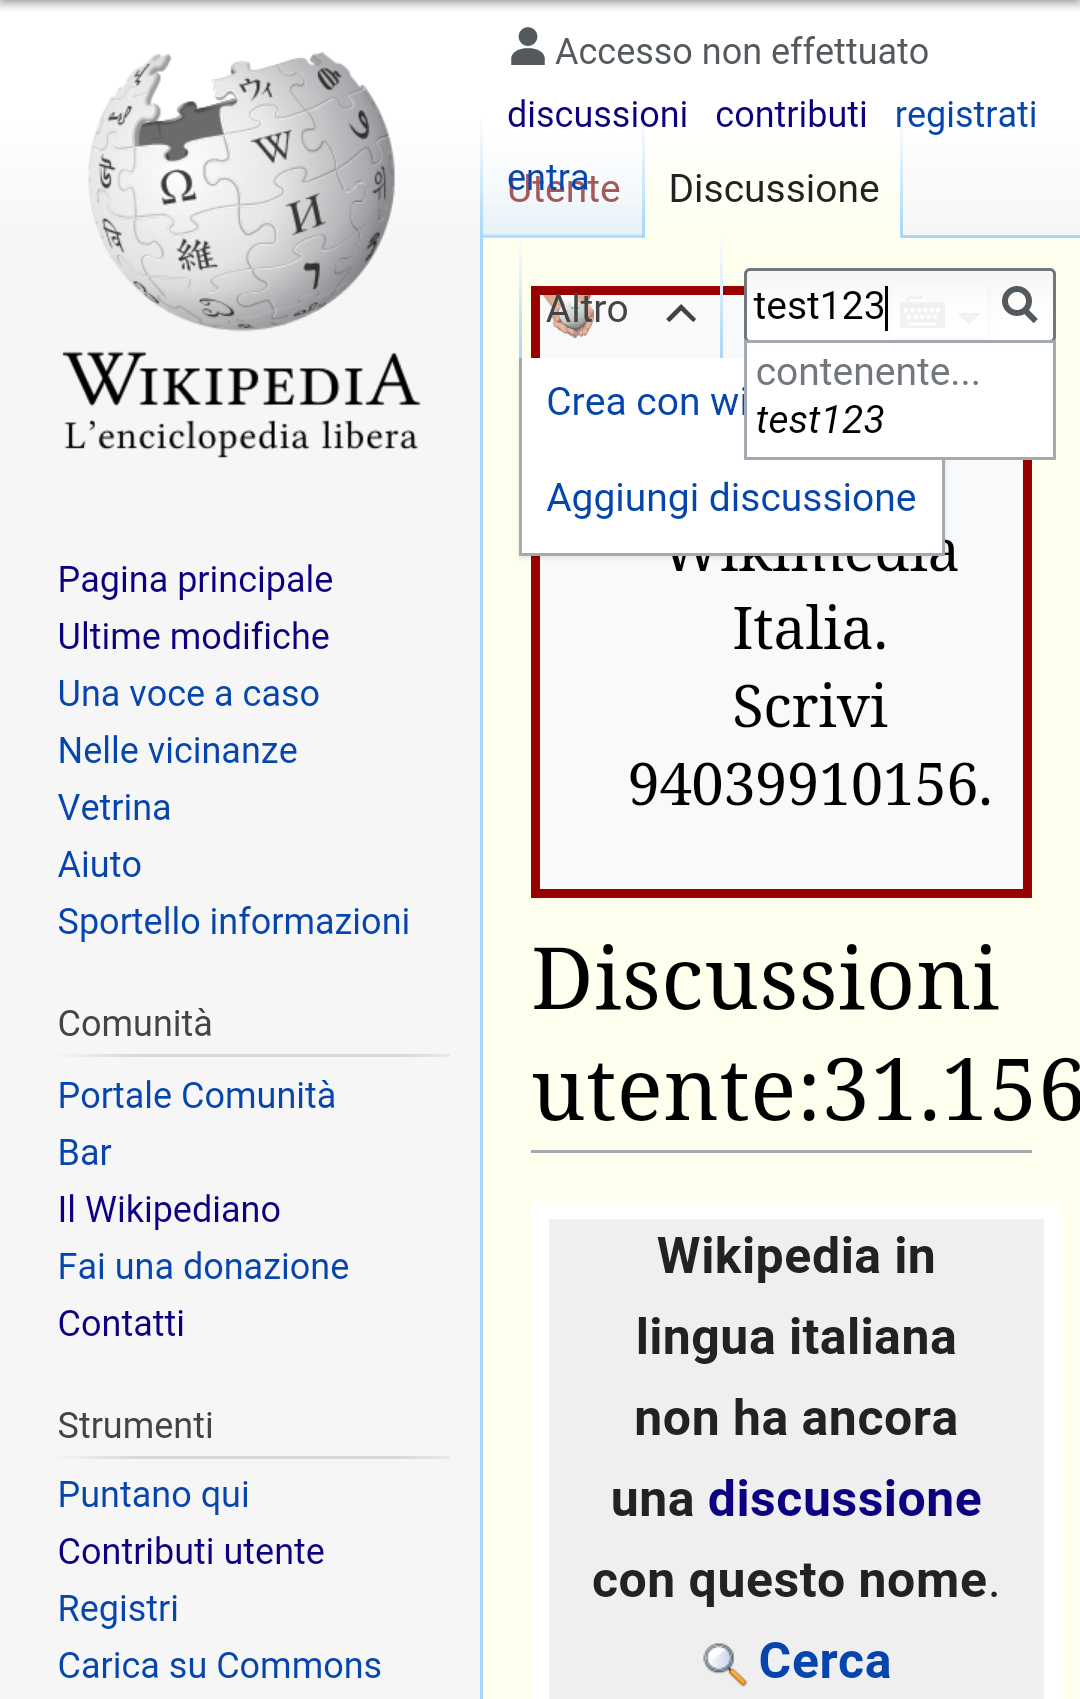 Accesso non effettuato
discussioni contributi registrati
entra
Utente Discussione
Altro
test123
contenente...
test123
Crea con wi
Aggiungi discussione
WIKIPEDIA
L'enciclopedia libera
Pagina principale
Ultime modifiche
Una voce a caso
Nelle vicinanze
Vetrina
Aiuto
Sportello informazioni
Comunità
Portale Comunità
Bar
Il Wikipediano
Fai una donazione
Contatti
Strumenti
Puntano qui
Contributi utente
Registri
Carica su Commons
Wikimedia
Italia.
Scrivi
94039910156.
Discussioni
utente:31.156
Wikipedia in
lingua italiana
non ha ancora
una discussione
con questo nome.
Cerca